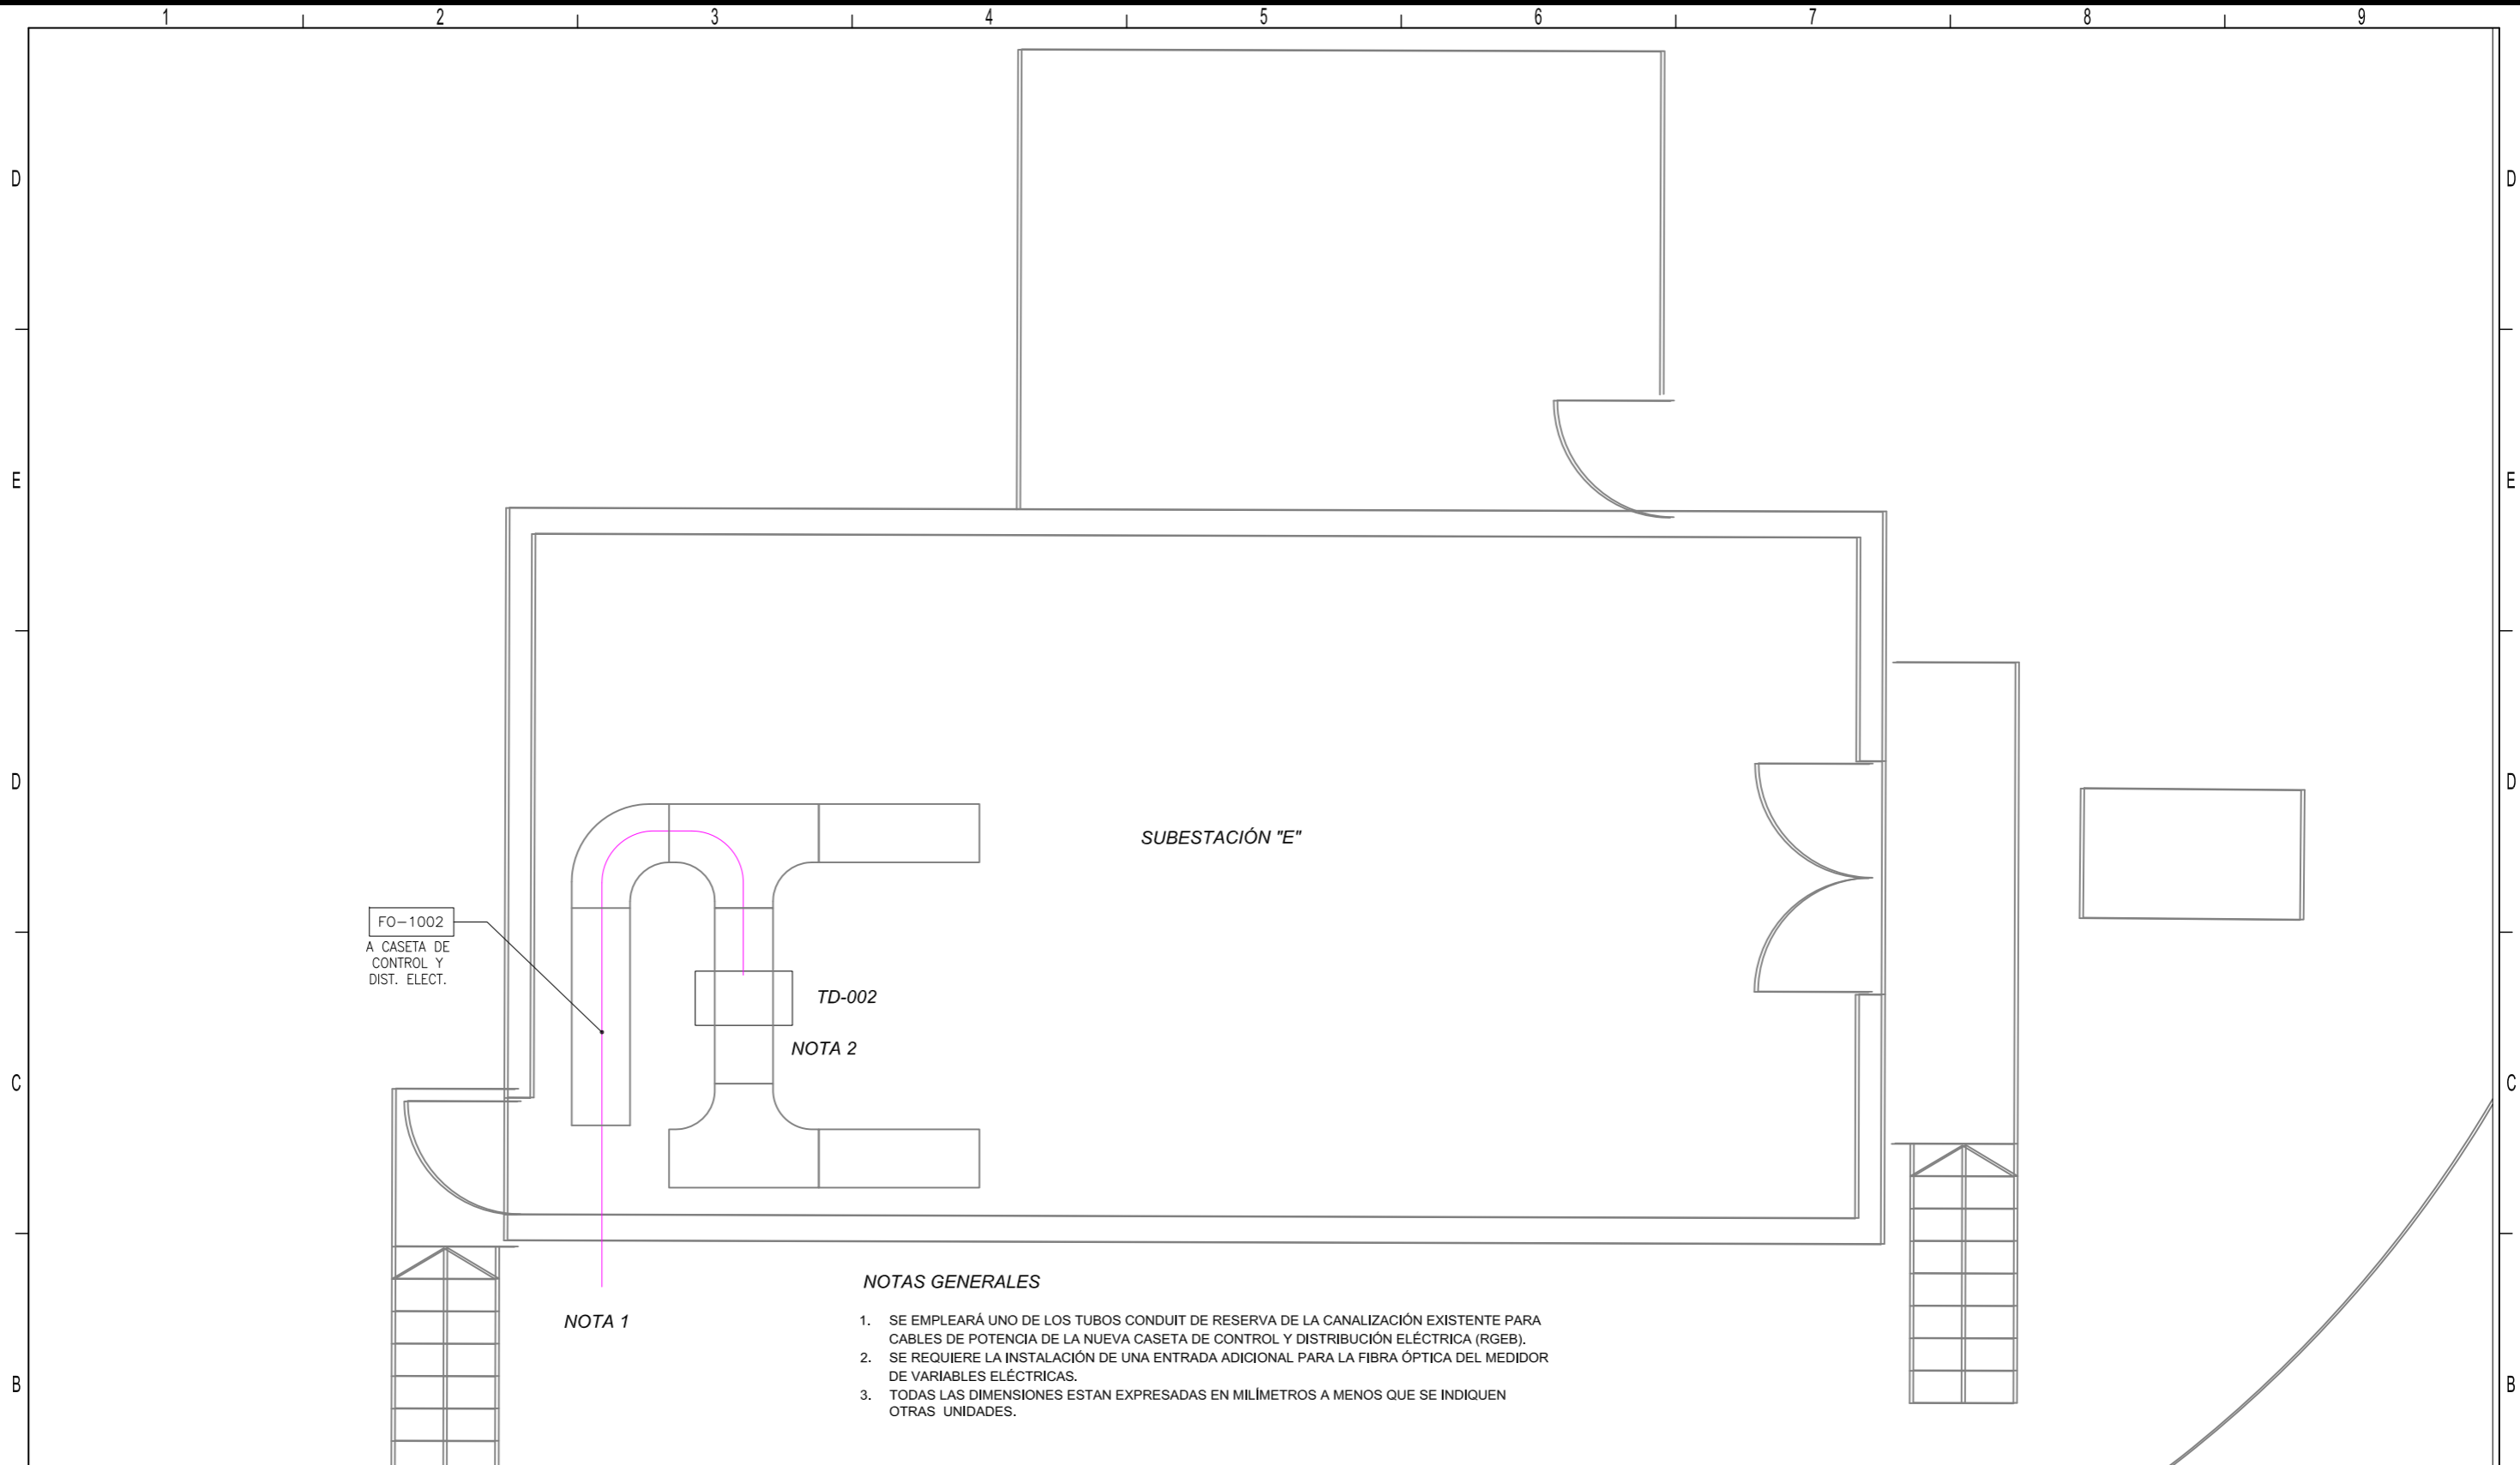 1 2 3 4 5 6 7 8 9
D D
E E
SUBESTACIÓN "E"
D D
FO-1002
A CASETA DE
CONTROL Y
DIST. ELECT.
TD-002
NOTA 2
C C
NOTA 1
NOTAS GENERALES
1. SE EMPLEARÁ UNO DE LOS TUBOS CONDUIT DE RESERVA DE LA CANALIZACIÓN EXISTENTE PARA
CABLES DE POTENCIA DE LA NUEVA CASETA DE CONTROL Y DISTRIBUCIÓN ELÉCTRICA (RGEB).
2. SE REQUIERE LA INSTALACIÓN DE UNA ENTRADA ADICIONAL PARA LA FIBRA ÓPTICA DEL MEDIDOR
DE VARIABLES ELÉCTRICAS.
3. TODAS LAS DIMENSIONES ESTAN EXPRESADAS EN MILÍMETROS A MENOS QUE SE INDIQUEN
OTRAS UNIDADES.
B B